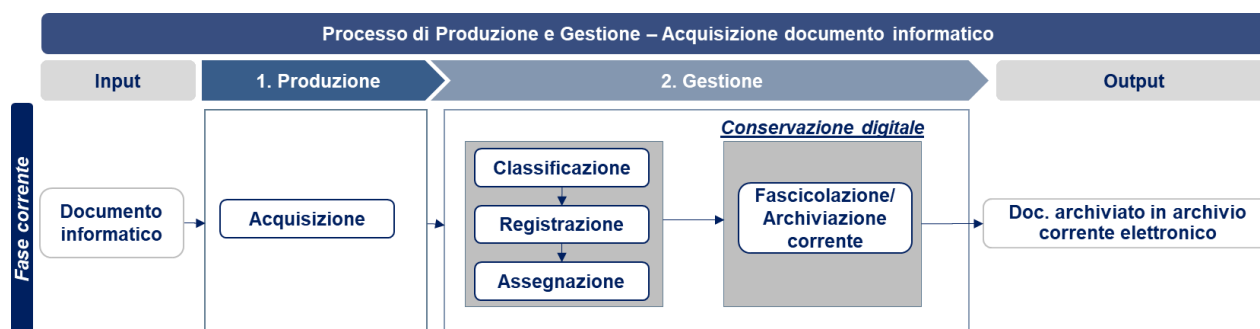 Processo di Produzione e Gestione – Acquisizione documento informatico
Input
1. Produzione
2. Gestione
Output
Fase corrente
Documento
informatico
Acquisizione
Classificazione
Registrazione
Assegnazione
Conservazione digitale
Fascicolazione/
Archiviazione
corrente
Doc. archiviato in archivio
corrente elettronico